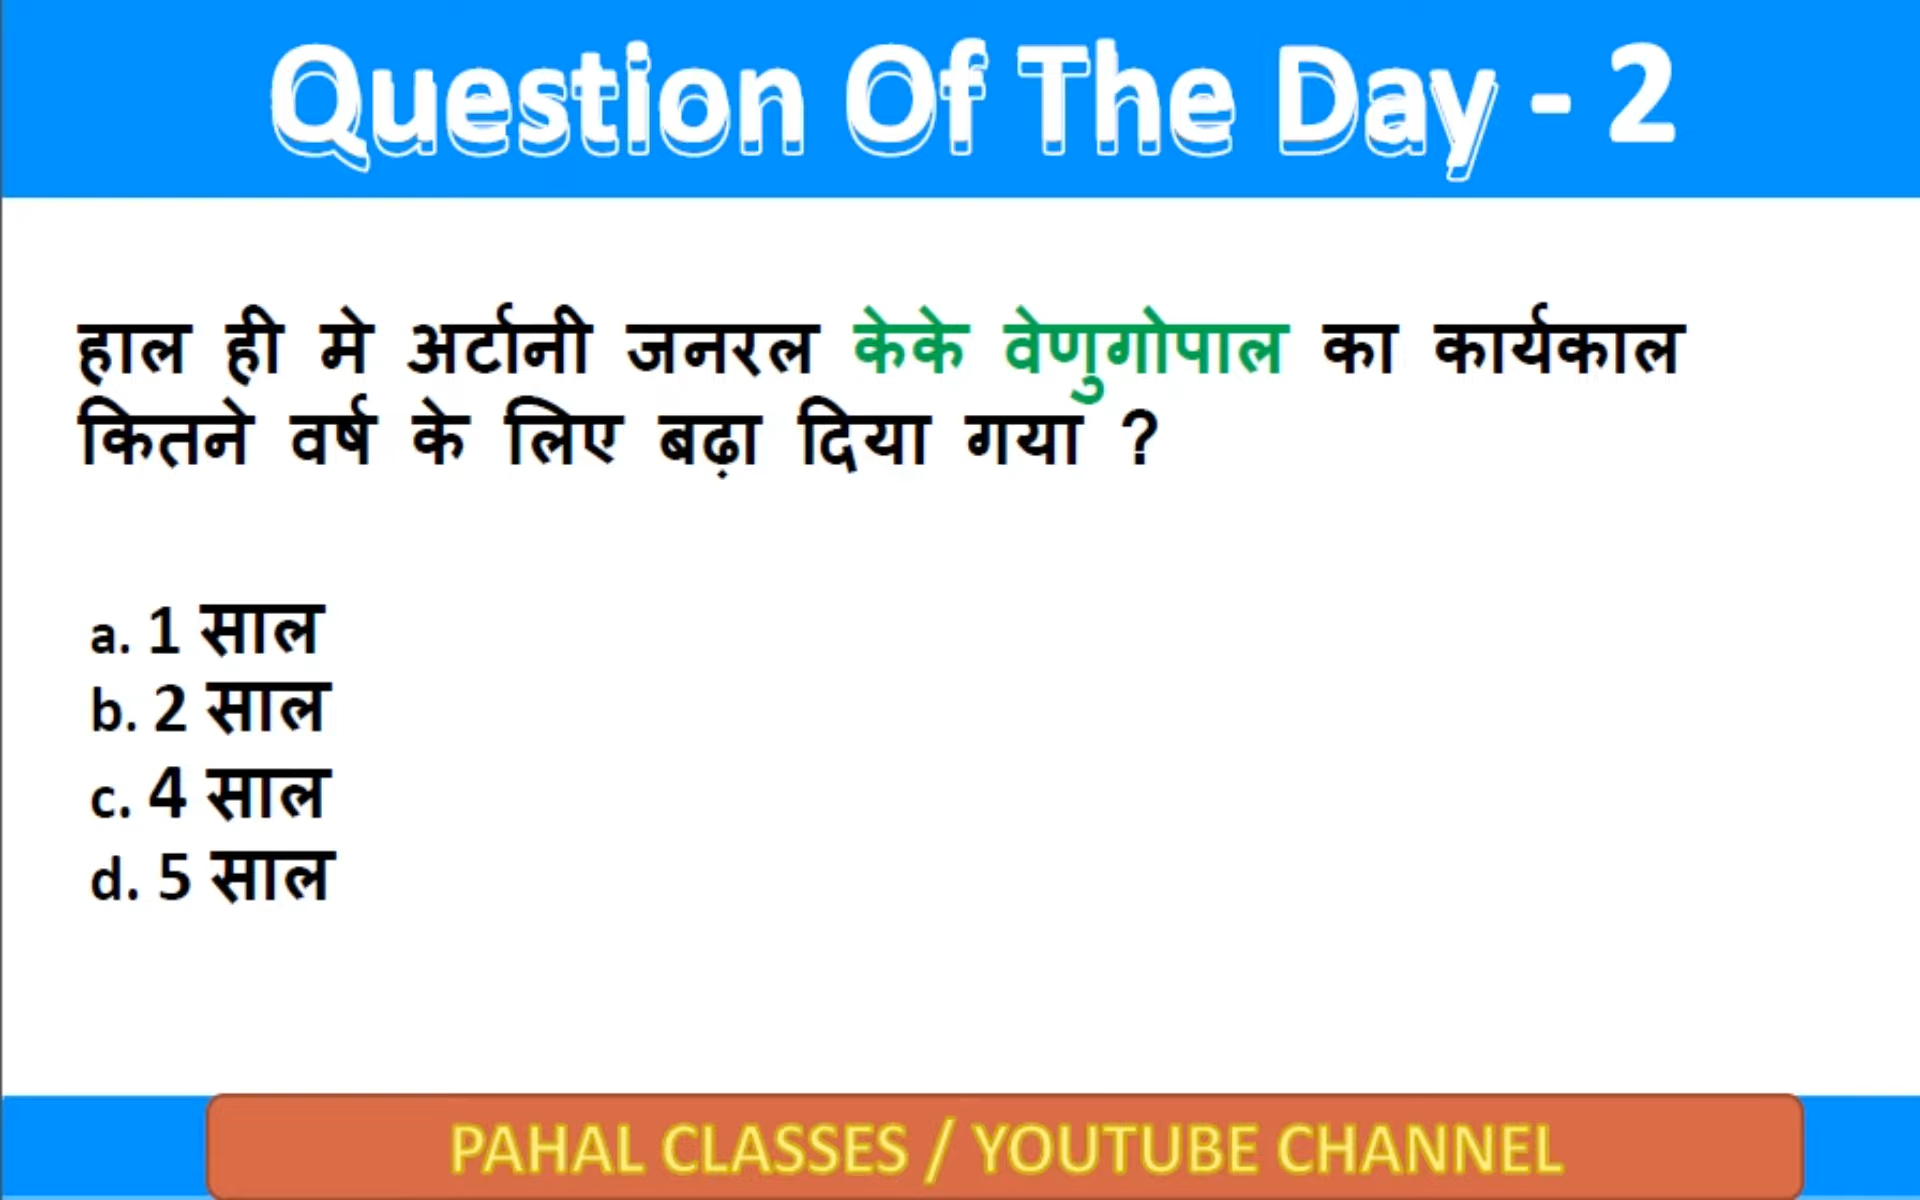 Question Of The Day - 2
हाल ही मे अर्टानी जनरल केके वेणुगोपाल का कार्यकाल
कितने वर्ष के लिए बढ़ा दिया गया ?
a. 1 साल
b. 2 साल
c. 4 साल
d. 5 साल
PAHAL CLASSES / YOUTUBE CHANNEL